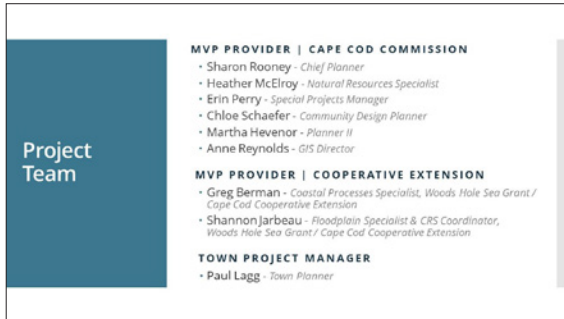 Project
Team
MVP PROVIDER | CAPE COD COMMISSION
• Sharon Rooney - Chief Planner
• Heather McElroy - Natural Resources Specialist
• Erin Perry - Special Projects Manager
• Chloe Schaefer - Community Design Planner
• Martha Hevenor - Planner II
• Anne Reynolds - GIS Director
MVP PROVIDER | COOPERATIVE EXTENSION
• Greg Berman - Coastal Processes Specialist, Woods Hole Sea Grant /
Cape Cod Cooperative Extension
• Shannon Jarbeau - Floodplain Specialist & CRS Coordinator,
Woods Hole Sea Grant / Cape Cod Cooperative Extension
TOWN PROJECT MANAGER
• Paul Lagg - Town Planner